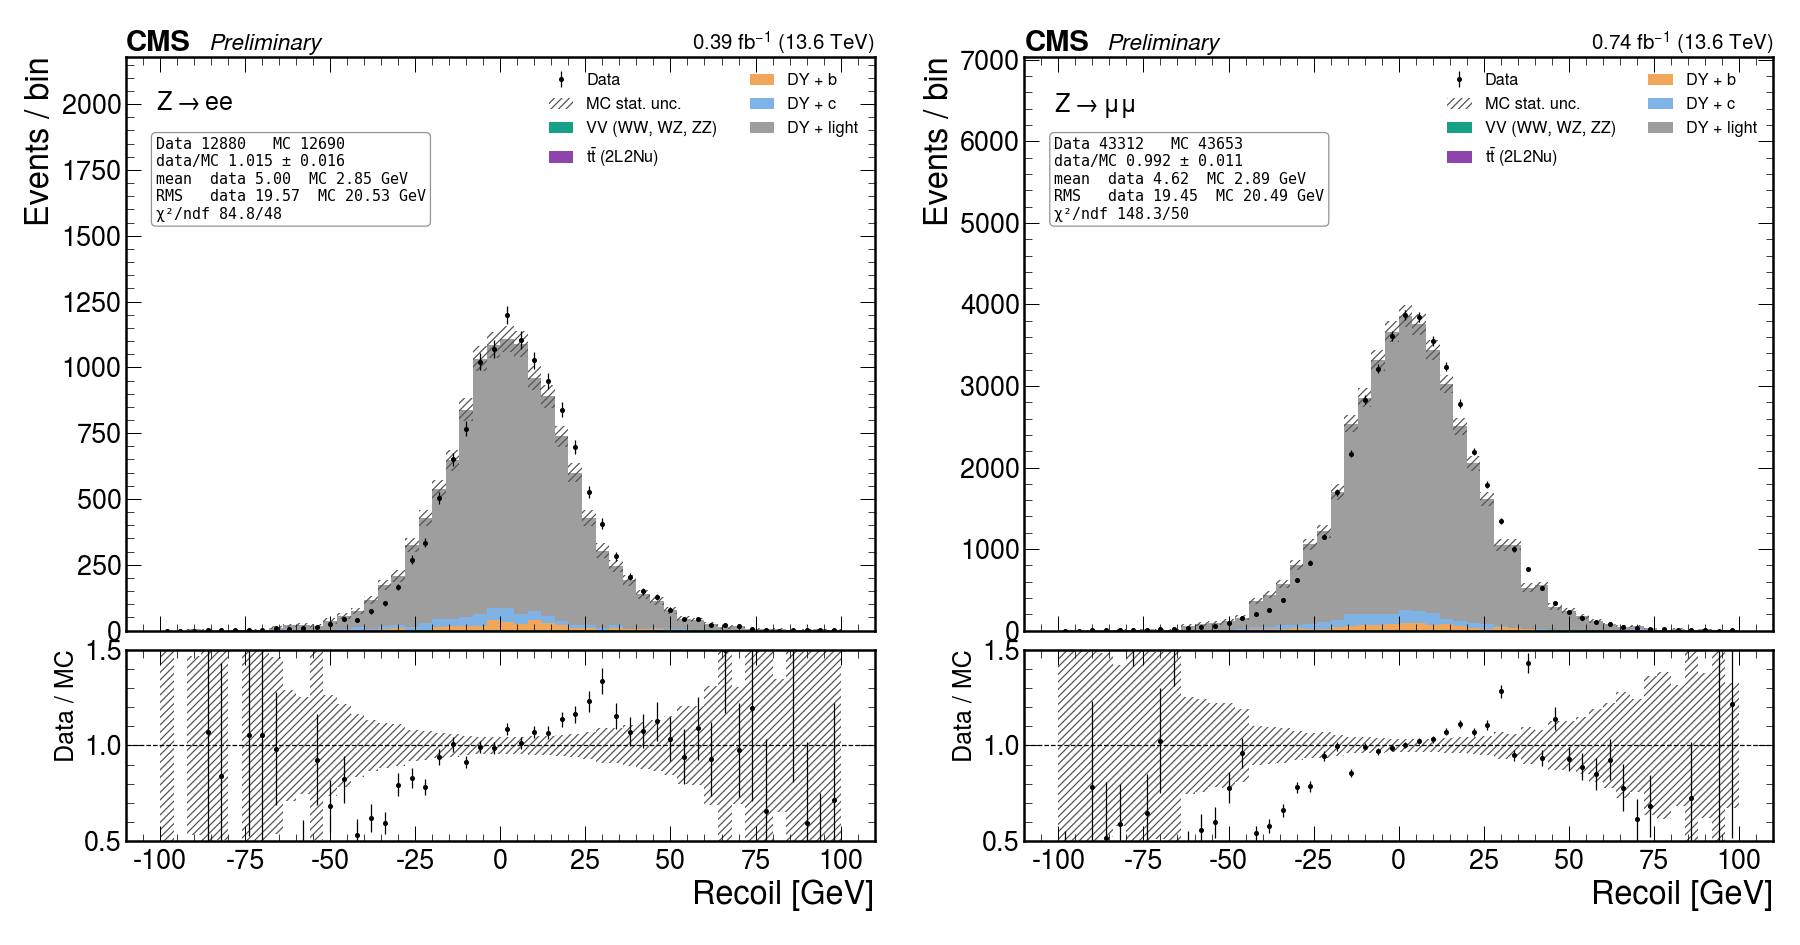 CMS Preliminary 0.39 fb⁻¹ (13.6 TeV)
Events / bin
Z → ee
Data
MC stat. unc.
VV (WW, WZ, ZZ)
tt̄ (2L2Nu)
DY + b
DY + c
DY + light
Data 12880 MC 12690
data/MC 1.015 ± 0.016
mean data 5.00 MC 2.85 GeV
RMS data 19.57 MC 20.53 GeV
χ²/ndf 84.8/48
2000
1750
1500
1250
1000
750
500
250
0
Data / MC
1.5
1.0
0.5
-100 -75 -50 -25 0 25 50 75 100
Recoil [GeV]
CMS Preliminary 0.74 fb⁻¹ (13.6 TeV)
Events / bin
Z → μμ
Data
MC stat. unc.
VV (WW, WZ, ZZ)
tt̄ (2L2Nu)
DY + b
DY + c
DY + light
Data 43312 MC 43653
data/MC 0.992 ± 0.011
mean data 4.62 MC 2.89 GeV
RMS data 19.45 MC 20.49 GeV
χ²/ndf 148.3/50
7000
6000
5000
4000
3000
2000
1000
0
Data / MC
1.5
1.0
0.5
-100 -75 -50 -25 0 25 50 75 100
Recoil [GeV]